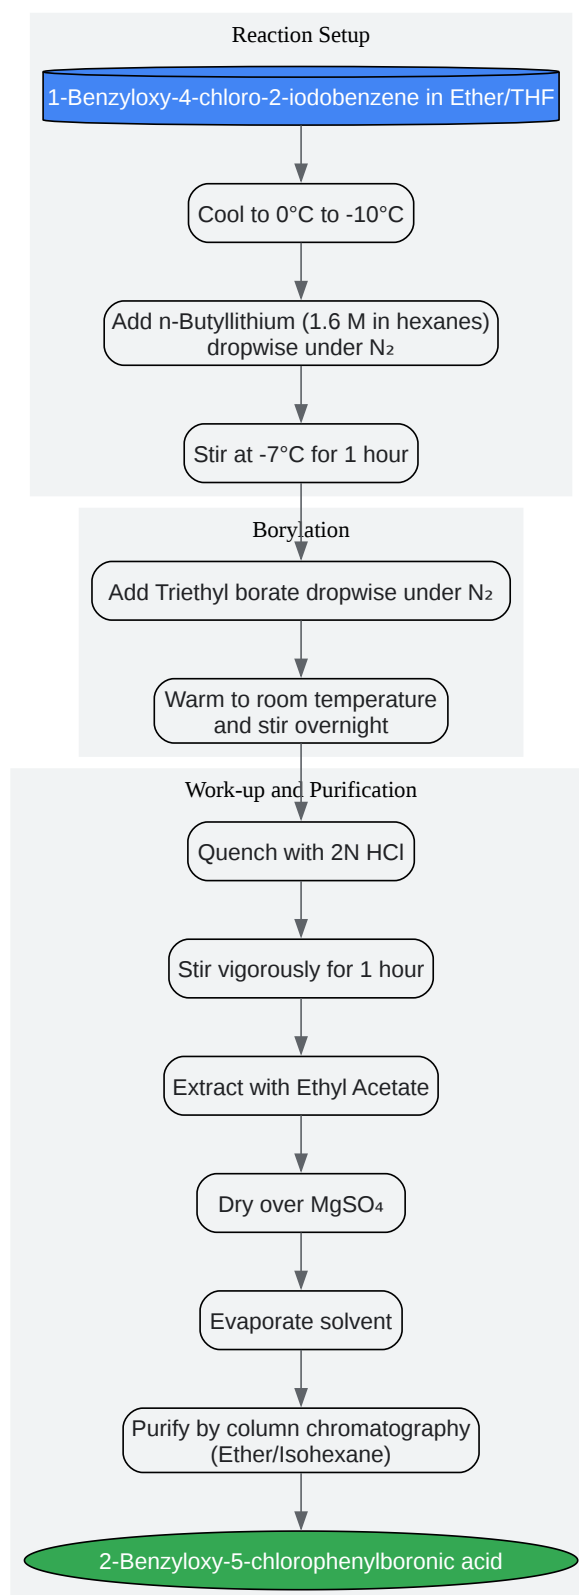 Reaction Setup
1-Benzyloxy-4-chloro-2-iodobenzene in Ether/THF
Cool to 0°C to -10°C
Add n-Butyllithium (1.6 M in hexanes)
dropwise under N₂
Stir at -7°C for 1 hour
Borylation
Add Triethyl borate dropwise under N₂
Warm to room temperature
and stir overnight
Work-up and Purification
Quench with 2N HCl
Stir vigorously for 1 hour
Extract with Ethyl Acetate
Dry over MgSO₄
Evaporate solvent
Purify by column chromatography
(Ether/Isohexane)
2-Benzyloxy-5-chlorophenylboronic acid